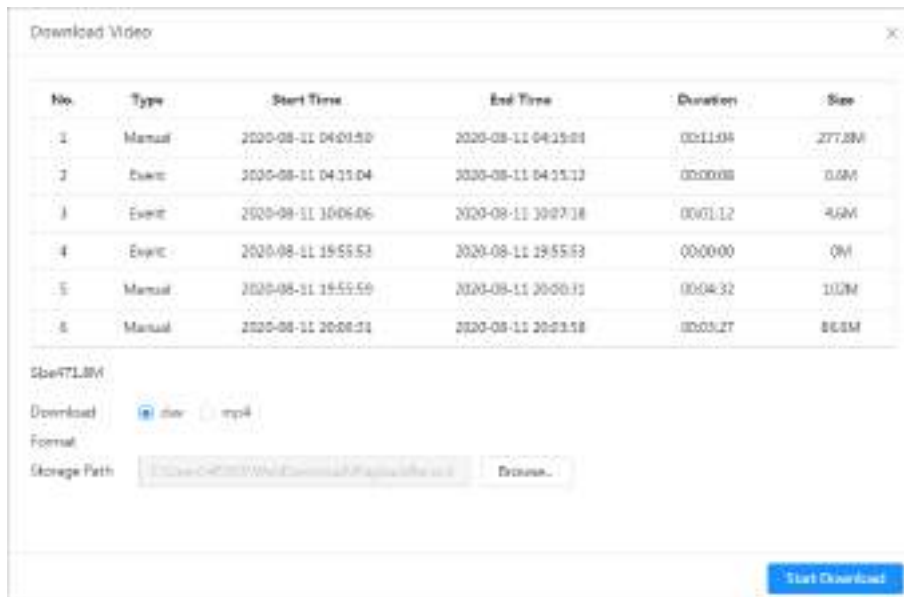 Download Video
No. Type Start Time End Time Duration Size
1 Manual 2020-08-11 2020-08-11 04:15:03 00:11:04 277.8M
2 Event 2020-08-11 04:15:04 2020-08-11 04:15:12 00:00:08 0.6M
3 Event 2020-08-11 10:06:06 2020-08-11 10:07:18 00:01:12 4.6M
4 Event 2020-08-11 19:55:53 2020-08-11 19:55:53 00:00:00 0M
5 Manual 2020-08-11 19:55:59 2020-08-11 20:00:31 00:04:32 102M
6 Manual 2020-08-11 20:00:31 2020-08-11 20:03:58 00:03:27 86.8M
Size471.8M
Download dav mp4
Format
Storage Path Browse...
Start Download